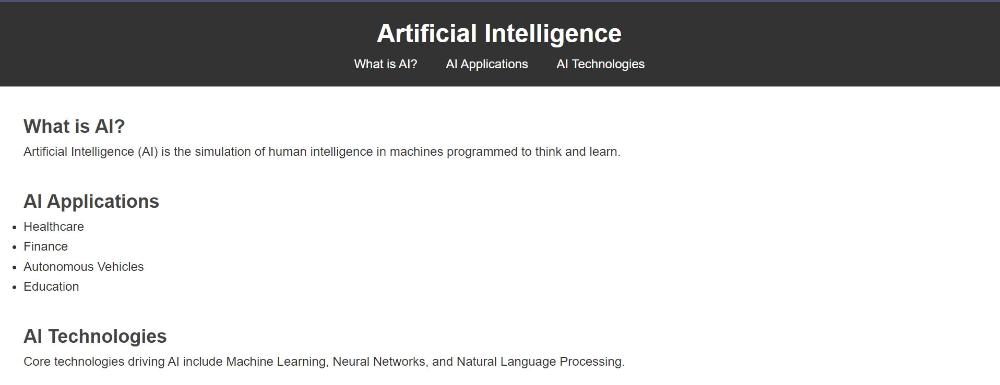 Artificial Intelligence
What is AI? AI Applications AI Technologies
What is AI?
Artificial Intelligence (AI) is the simulation of human intelligence in machines programmed to think and learn.
AI Applications
Healthcare
Finance
Autonomous Vehicles
Education
AI Technologies
Core technologies driving AI include Machine Learning, Neural Networks, and Natural Language Processing.